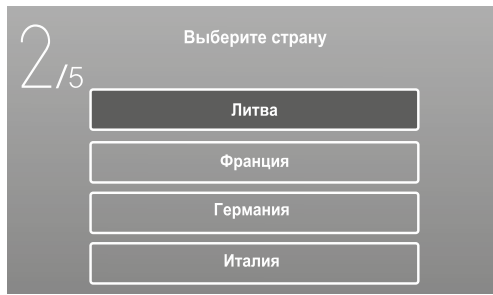 2/5
Выберите страну
Литва
Франция
Германия
Италия